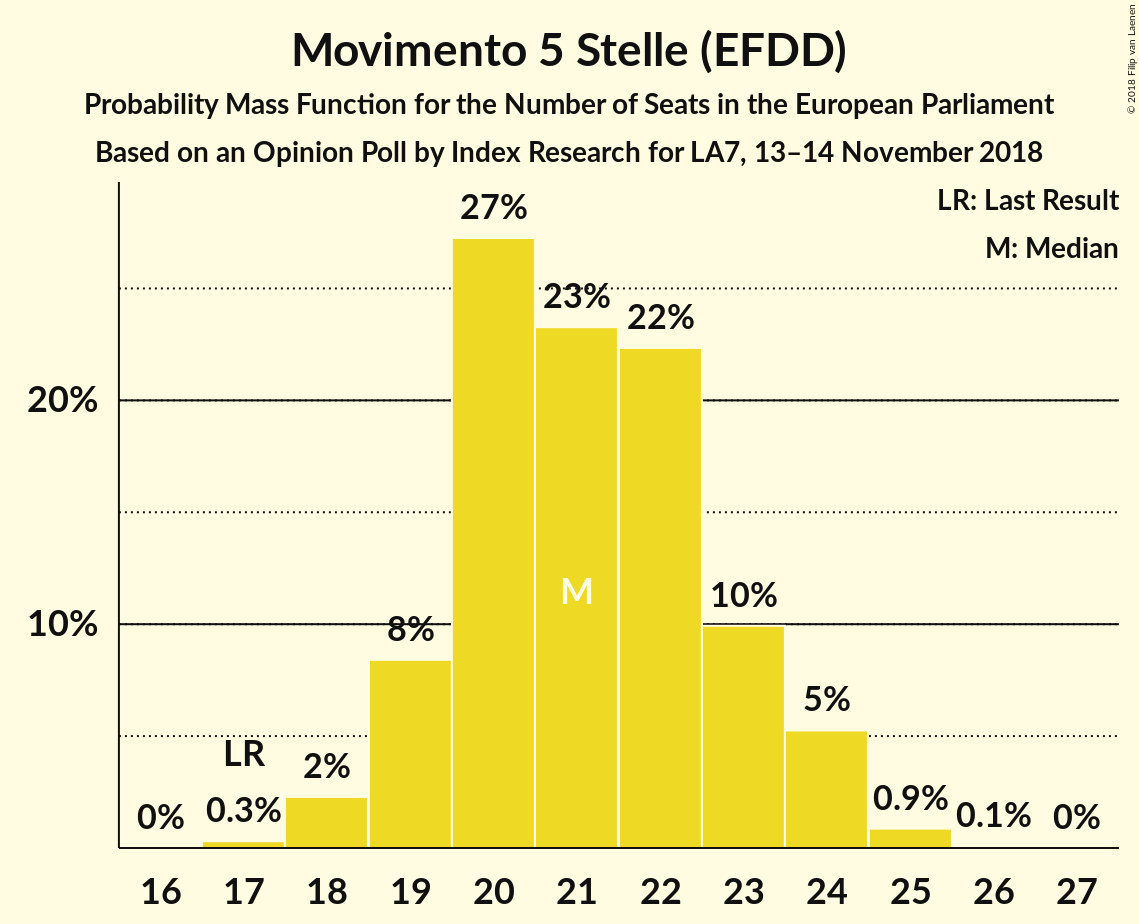 Movimento 5 Stelle (EFDD)
Probability Mass Function for the Number of Seats in the European Parliament
Based on an Opinion Poll by Index Research for LA7, 13–14 November 2018
© 2018 Filip van Laenen
LR: Last Result
M: Median
27%
23%
22%
20%
M
10%
10%
8%
5%
LR
2%
0%
0.3%
0.9%
0.1%
0%
16 17 18 19 20 21 22 23 24 25 26 27